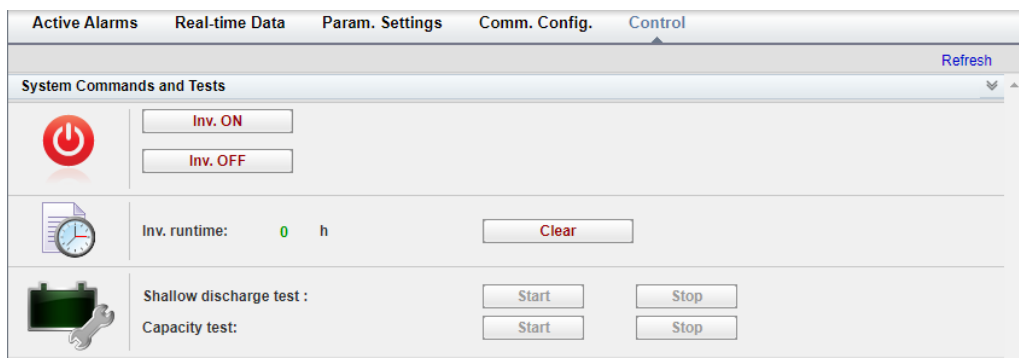 Active Alarms Real-time Data Param. Settings Comm. Config. Control
Refresh
System Commands and Tests
Inv. ON
Inv. OFF
Inv. runtime: 0 h Clear
Shallow discharge test : Start Stop
Capacity test: Start Stop